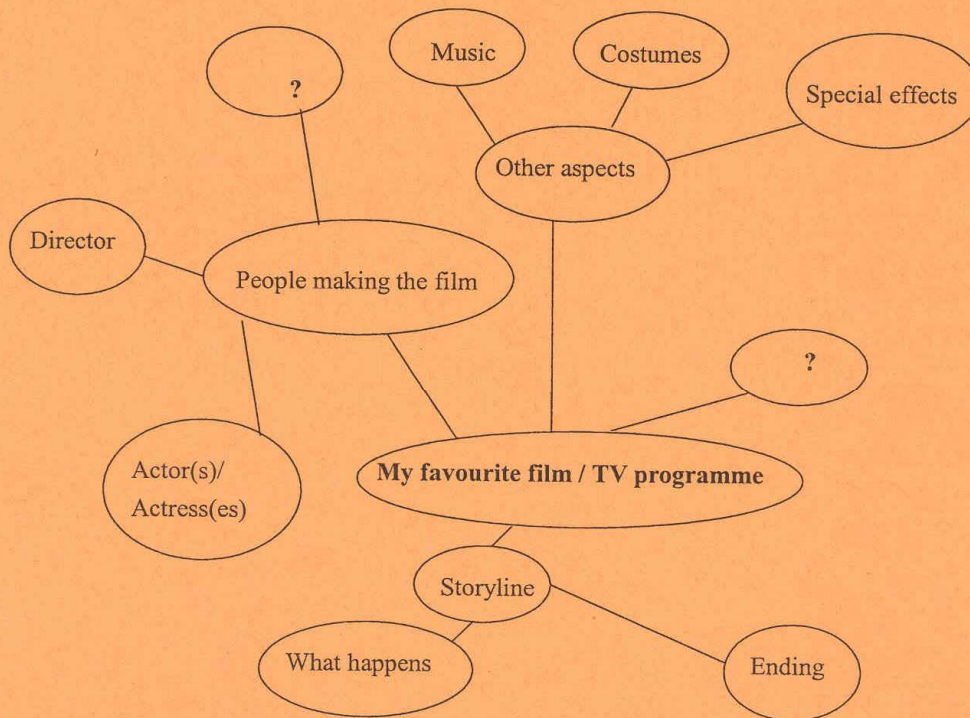 Music
Costumes
?
Special effects
Other aspects
Director
People making the film
?
Actor(s)/
Actress(es)
My favourite film / TV programme
Storyline
What happens
Ending